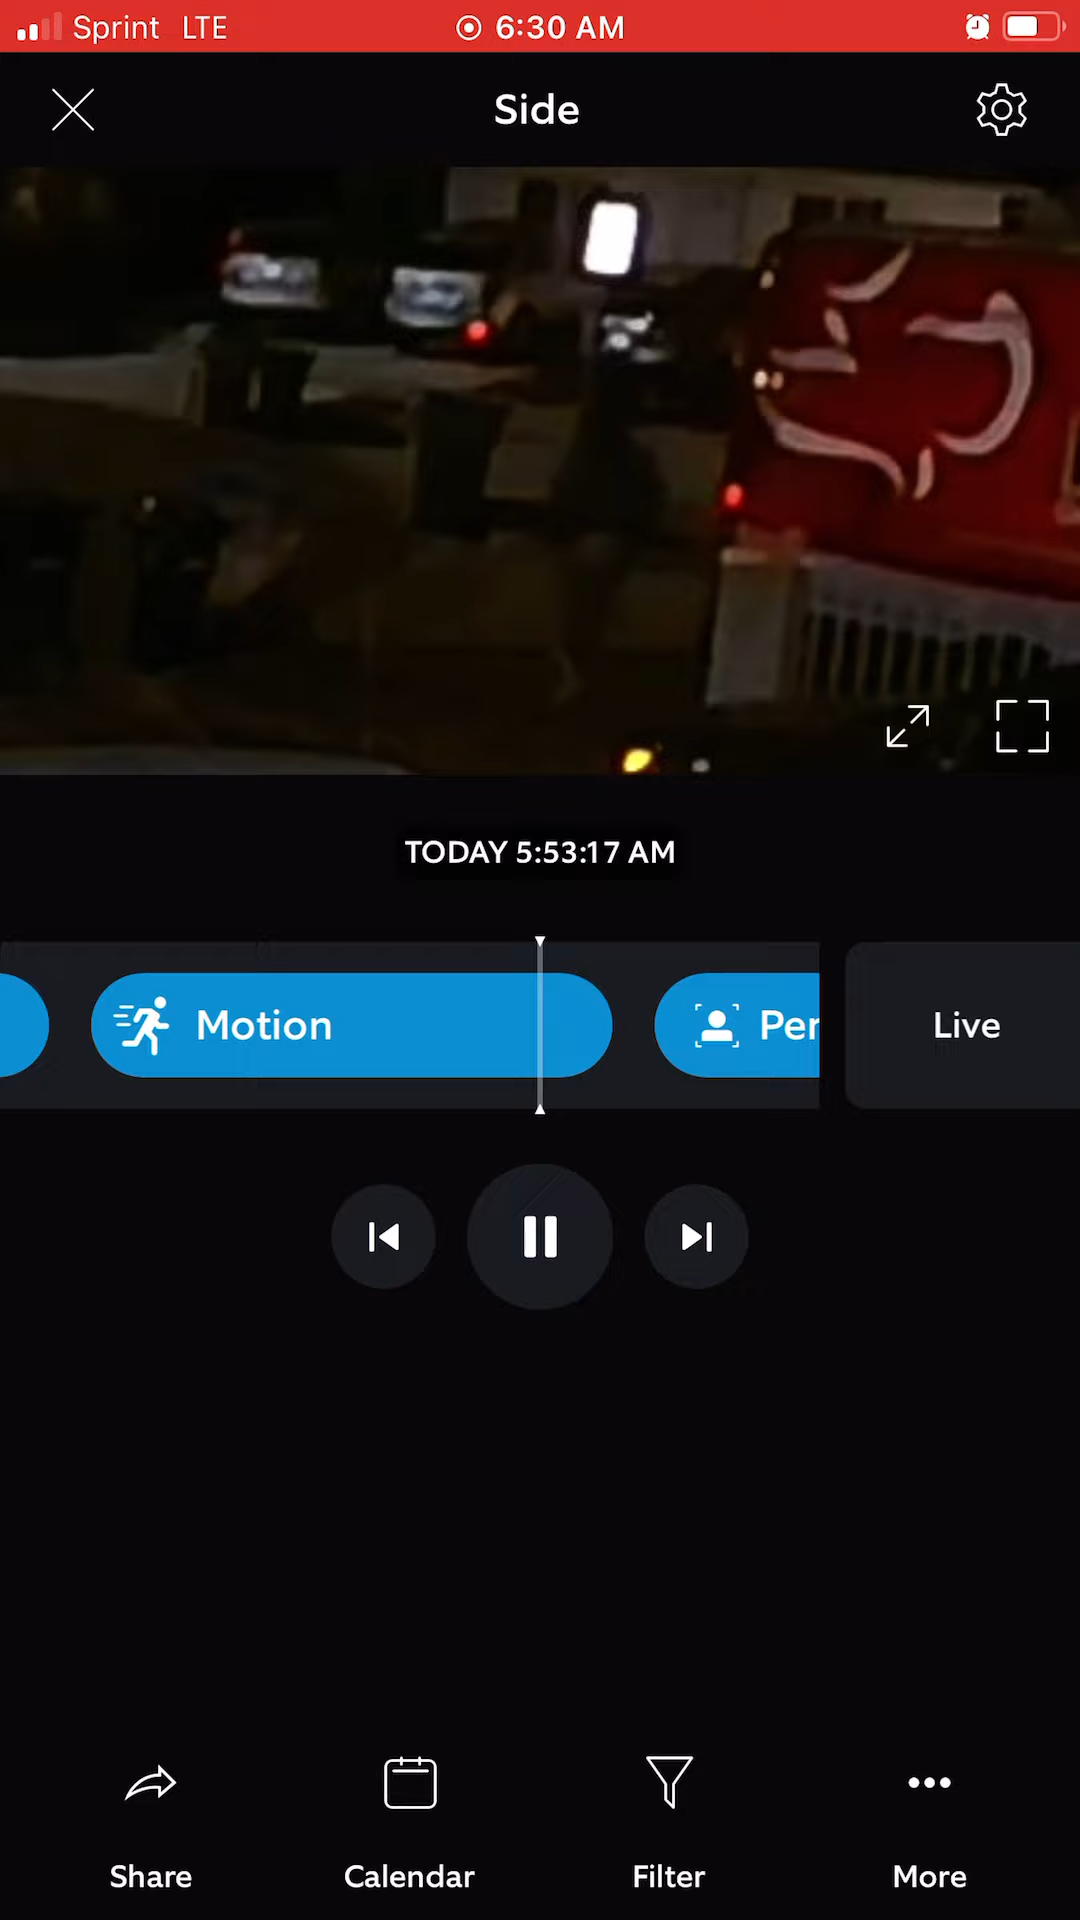 Sprint LTE 6:30 AM
Side
TODAY 5:53:17 AM
Motion
Per
Live
Share
Calendar
Filter
More